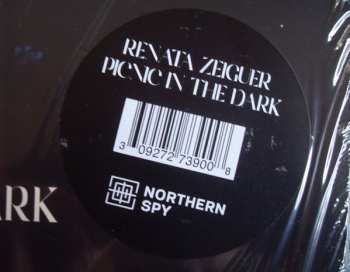 RENATA ZEIGUER
PICNIC IN THE DARK
3 09272 73900 8
NORTHERN
SPY
ARK